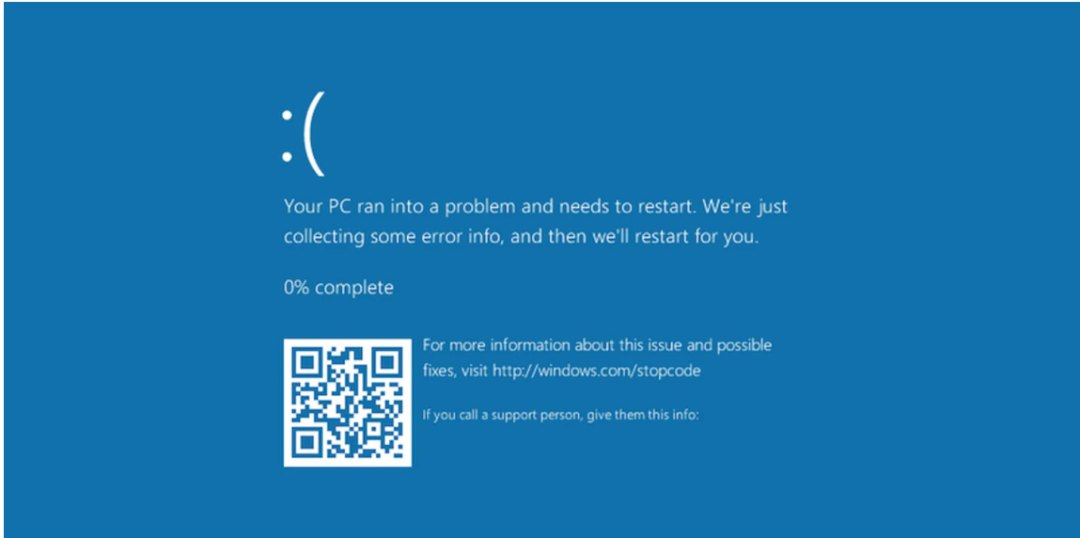 :(
Your PC ran into a problem and needs to restart. We're just
collecting some error info, and then we'll restart for you.
0% complete
For more information about this issue and possible
fixes, visit http://windows.com/stopcode
If you call a support person, give them this info: